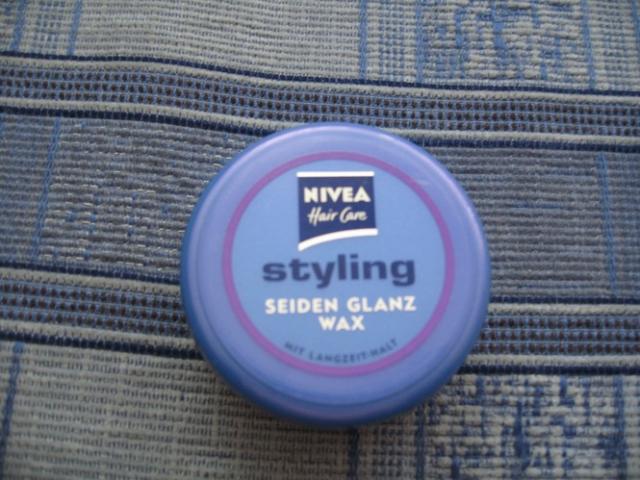 NIVEA
Hair Care
styling
SEIDEN GLANZ
WAX
MIT LANGZEIT-HALT